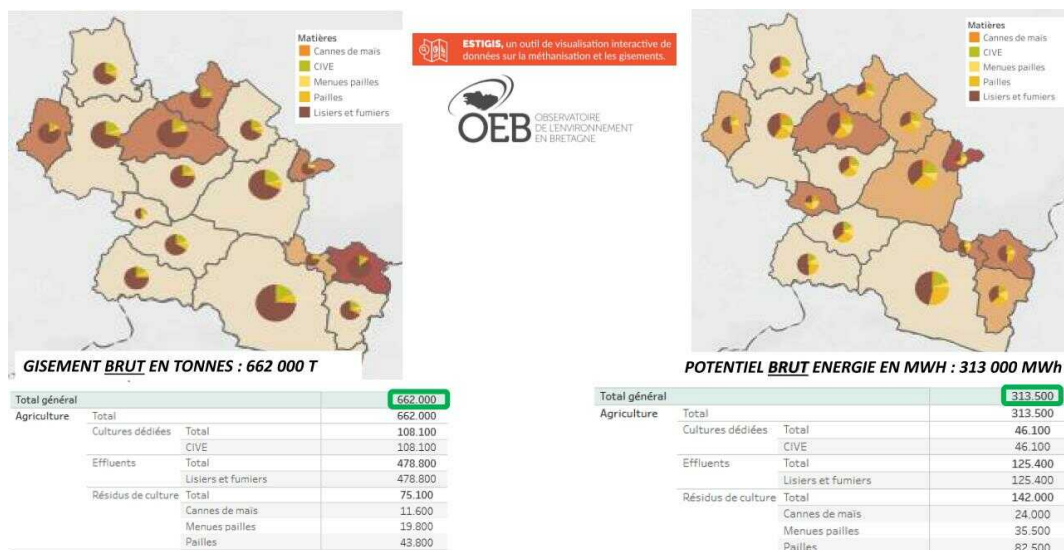 Matières
Cannes de maïs
CIVE
Menues pailles
Pailles
Lisiers et fumiers
ESTIGIS, un outil de visualisation interactive de
données sur la méthanisation et les gisements.
OEB OBSERVATOIRE
DE L'ENVIRONNEMENT
EN BRETAGNE
Matières
Cannes de maïs
CIVE
Menues pailles
Pailles
Lisiers et fumiers
GISEMENT BRUT EN TONNES : 662 000 T
Total général 662.000
Agriculture Total 662.000
Cultures dédiées Total 108.100
CIVE 108.100
Effluents Total 478.800
Lisiers et fumiers 478.800
Résidus de culture Total 75.100
Cannes de maïs 11.600
Menues pailles 19.800
Pailles 43.800
POTENTIEL BRUT ENERGIE EN MWH : 313 000 MWh
Total général 313.500
Agriculture Total 313.500
Cultures dédiées Total 46.100
CIVE 46.100
Effluents Total 125.400
Lisiers et fumiers 125.400
Résidus de culture Total 142.000
Cannes de maïs 24.000
Menues pailles 35.500
Pailles 82.500